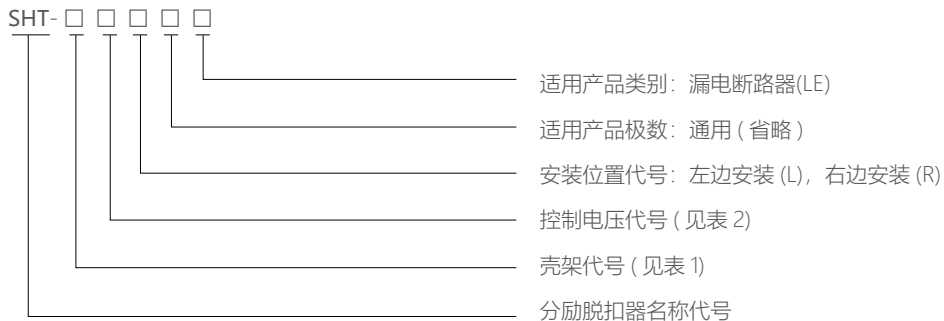 SHT-□ □ □ □ □
适用产品类别：漏电断路器(LE)
适用产品极数：通用 ( 省略 )
安装位置代号：左边安装 (L)，右边安装 (R)
控制电压代号 ( 见表 2)
壳架代号 ( 见表 1)
分励脱扣器名称代号